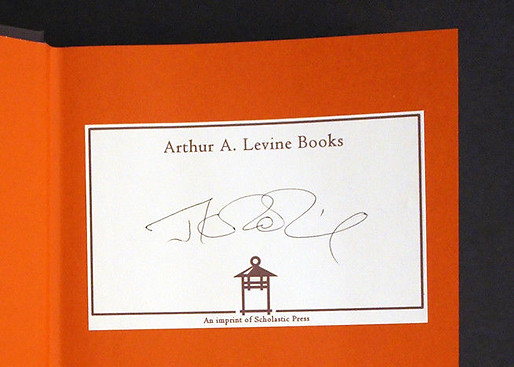 Arthur A. Levine Books
An imprint of Scholastic Press